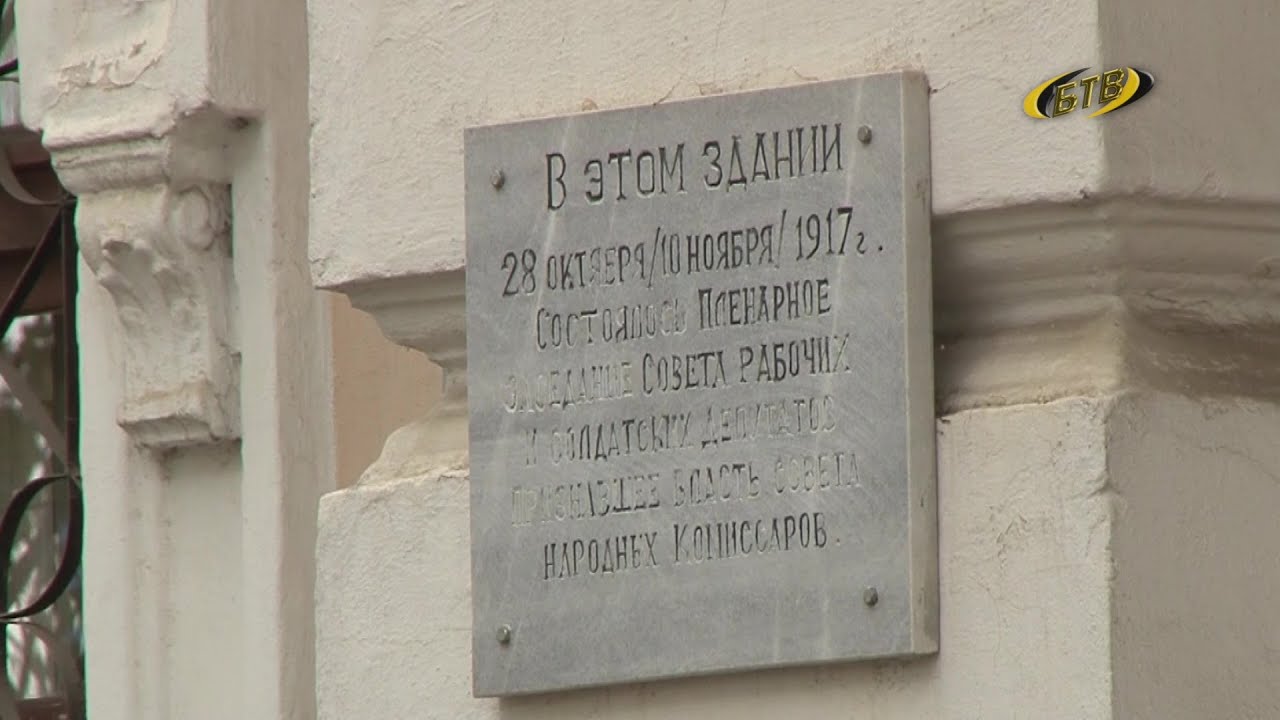 В ЭТОМ ЗДАНИИ
28 ОКТЯБРЯ/10 НОЯБРЯ/1917г.
СОСТОЯЛОСЬ ПЛЕНАРНОЕ
ЗАСЕДАНИЕ СОВЕТА РАБОЧИХ
И СОЛДАТСКИХ ДЕПУТАТОВ
ПРИЗНАВШЕЕ ВЛАСТЬ СОВЕТА
НАРОДНЫХ КОМИССАРОВ.
БТВ